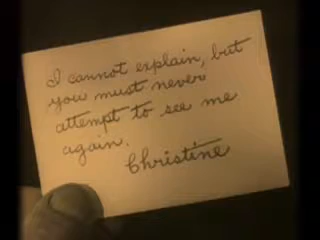 I cannot explain, but
you must never
attempt to see me
again.
Christine